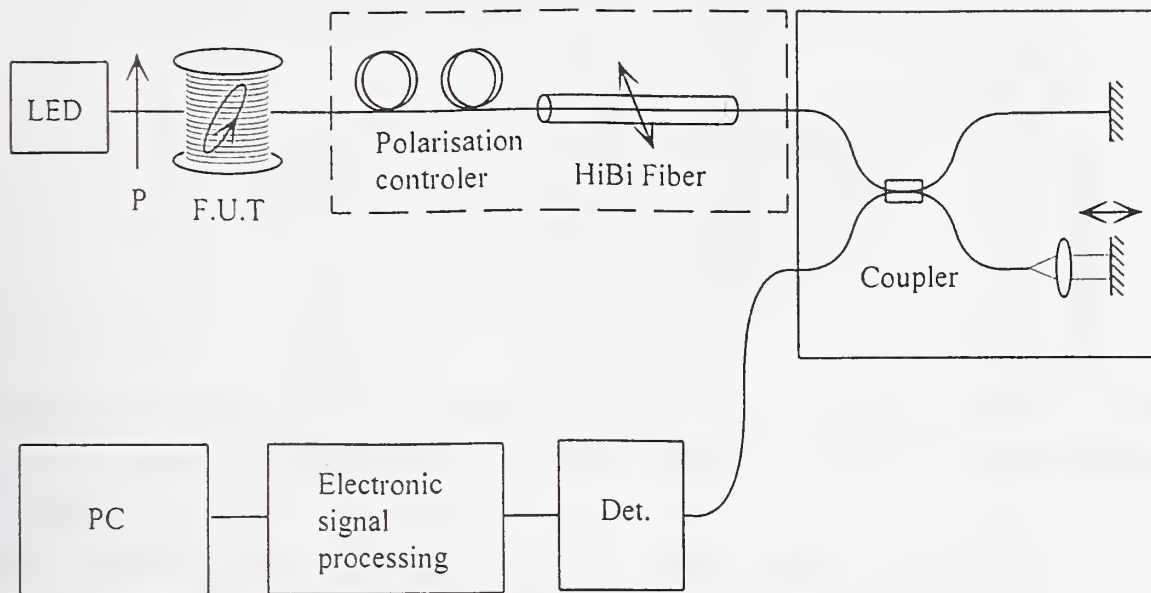 LED
P
F.U.T
Polarisation
controler
HiBi Fiber
Coupler
PC
Electronic
signal
processing
Det.